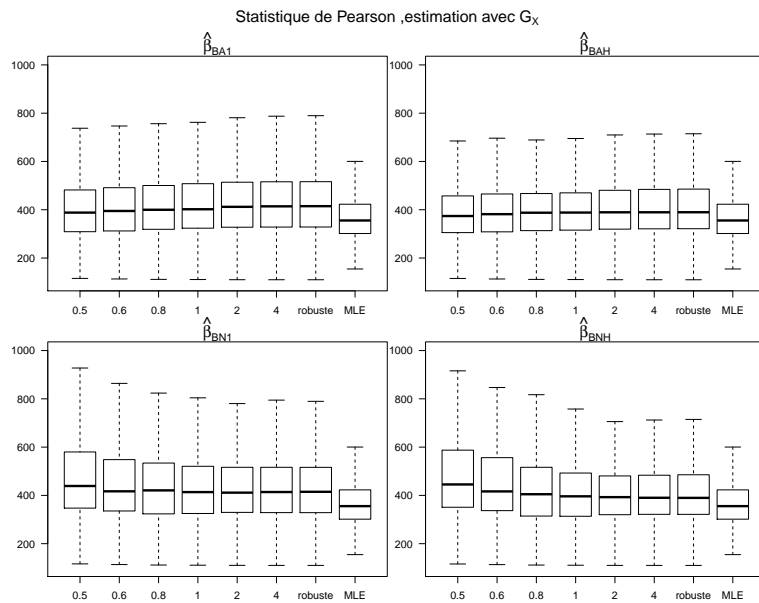 Statistique de Pearson ,estimation avec G_X
β̂_BA1
1000
800
600
400
200
0.5 0.6 0.8 1 2 4 robuste MLE
β̂_BAH
1000
800
600
400
200
0.5 0.6 0.8 1 2 4 robuste MLE
β̂_BN1
1000
800
600
400
200
0.5 0.6 0.8 1 2 4 robuste MLE
β̂_BNH
1000
800
600
400
200
0.5 0.6 0.8 1 2 4 robuste MLE